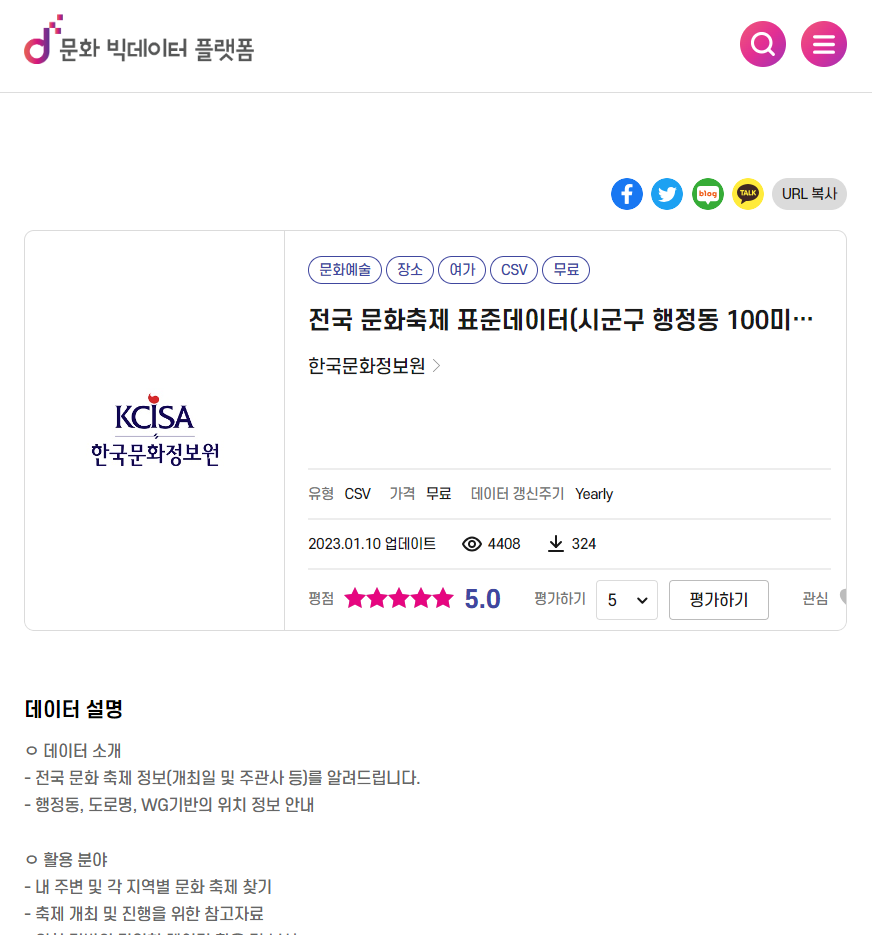 문화 빅데이터 플랫폼
blog
TALK
URL 복사
문화예술 장소 여가 CSV 무료
전국 문화축제 표준데이터(시군구 행정동 100미…
한국문화정보원
KCISA
한국문화정보원
유형 CSV 가격 무료 데이터 갱신주기 Yearly
2023.01.10 업데이트 4408 324
평점 5.0 평가하기 5 평가하기 관심
데이터 설명
ㅇ 데이터 소개
- 전국 문화 축제 정보(개최일 및 주관사 등)를 알려드립니다.
- 행정동, 도로명, WG기반의 위치 정보 안내
ㅇ 활용 분야
- 내 주변 및 각 지역별 문화 축제 찾기
- 축제 개최 및 진행을 위한 참고자료